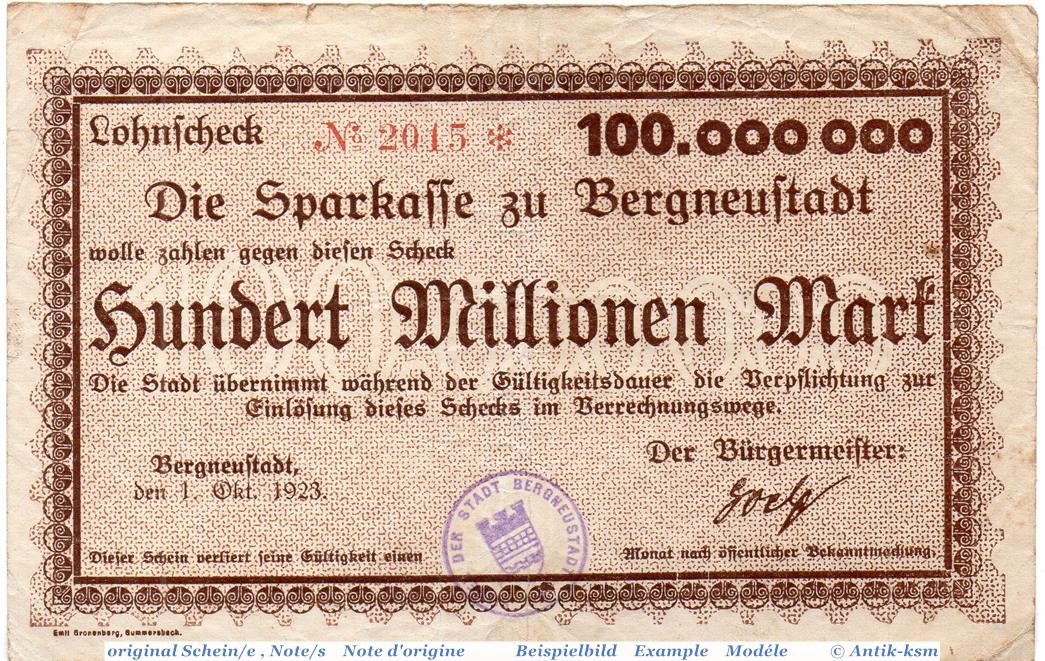 Lohnscheck № 2015 * 100.000 000
Die Sparkasse zu Bergneustadt
wolle zahlen gegen diesen Scheck
Hundert Millionen Mark
Die Stadt übernimmt während der Gültigkeitsdauer die Verpflichtung zur
Einlösung dieses Schecks im Verrechnungswege.
Bergneustadt,
den 1. Okt. 1923.
Der Bürgermeister:
DER STADT BERGNEUSTADT
Dieser Schein verliert seine Gültigkeit einen Monat nach öffentlicher Bekanntmachung.
Emil Gronenberg, Gummersbach.
original Schein/e , Note/s Note d'origine Beispielbild Example Modéle © Antik-ksm